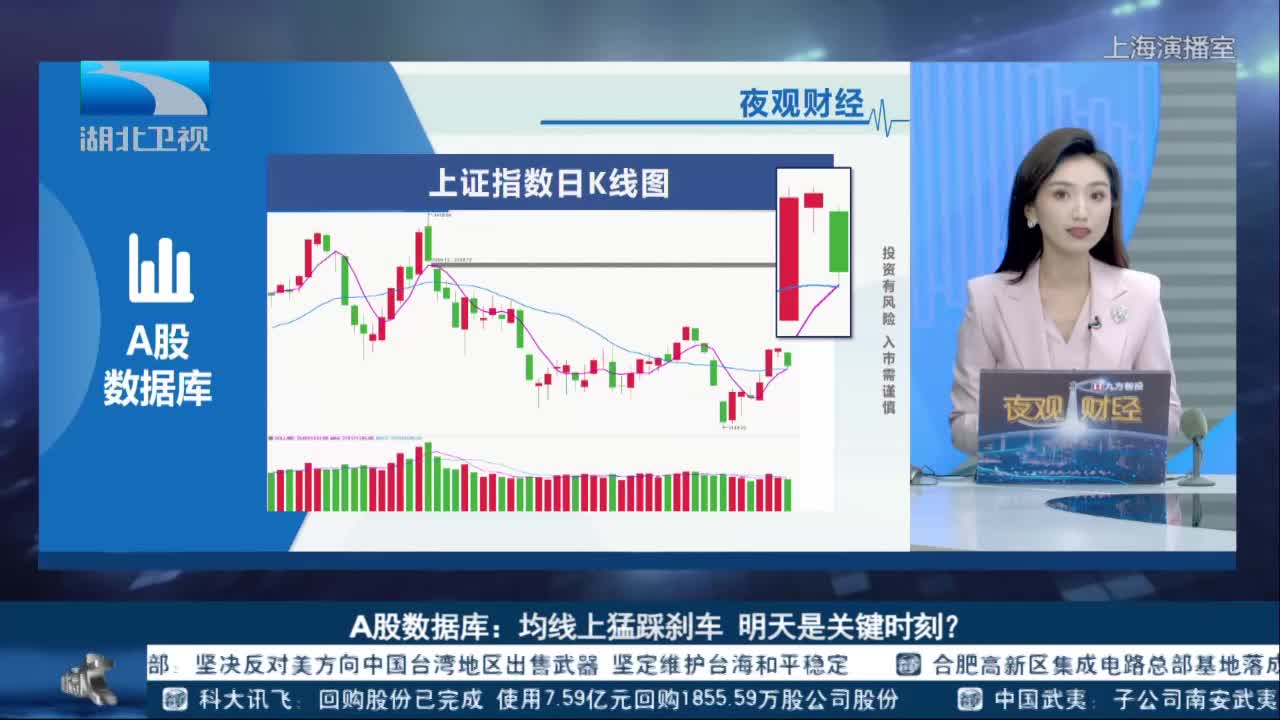 上海演播室
湖北卫视
夜观财经
上证指数日K线图
A股
数据库
投资有风险 入市需谨慎
九方智投
夜观财经
A股数据库：均线上猛踩刹车 明天是关键时刻？
部：坚决反对美方向中国台湾地区出售武器 坚定维护台海和平稳定 合肥高新区集成电路总部基地落成
科大讯飞：回购股份已完成 使用7.59亿元回购1855.59万股公司股份 中国武夷：子公司南安武夷